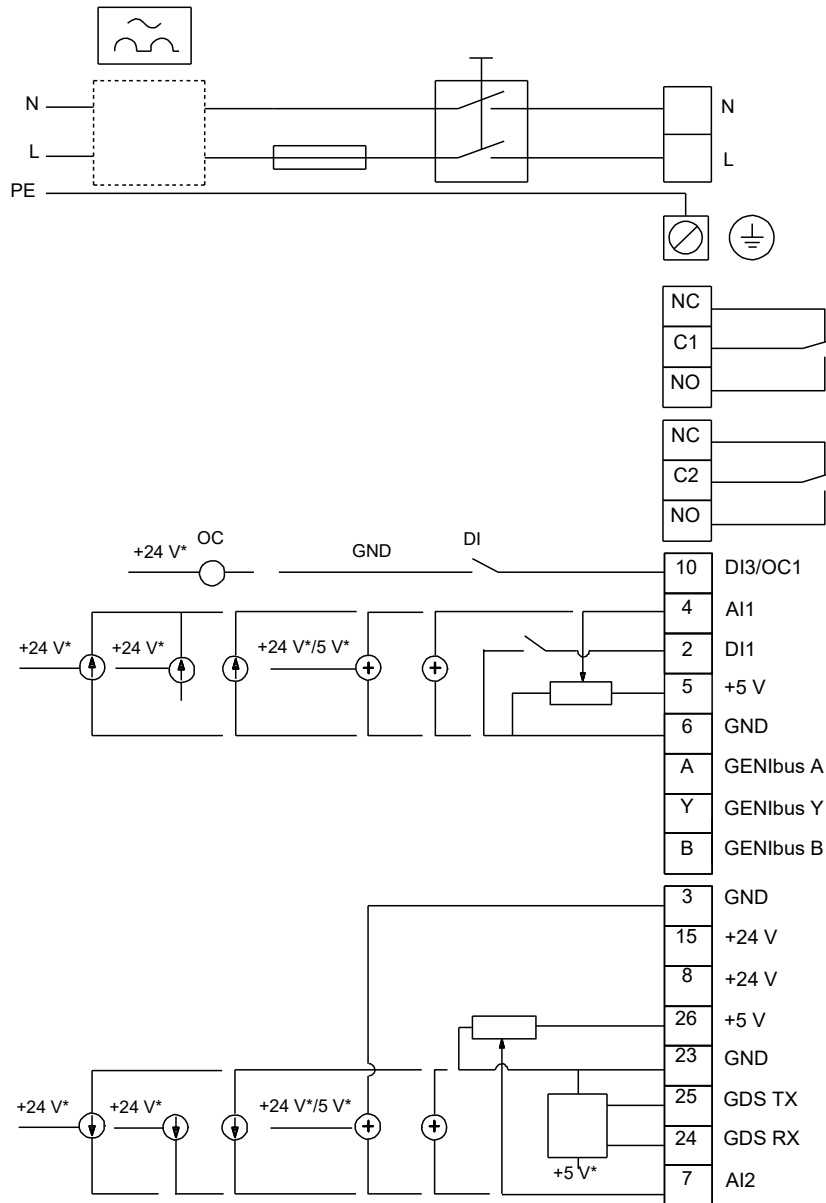 N
N
L
L
PE
NC
C1
NO
NC
C2
NO
+24 V* OC GND DI 10 DI3/OC1
4 AI1
+24 V* +24 V* +24 V*/5 V* 2 DI1
5 +5 V
6 GND
A GENIbus A
Y GENIbus Y
B GENIbus B
3 GND
15 +24 V
8 +24 V
26 +5 V
23 GND
+24 V* +24 V* +24 V*/5 V* 25 GDS TX
24 GDS RX
+5 V* 7 AI2